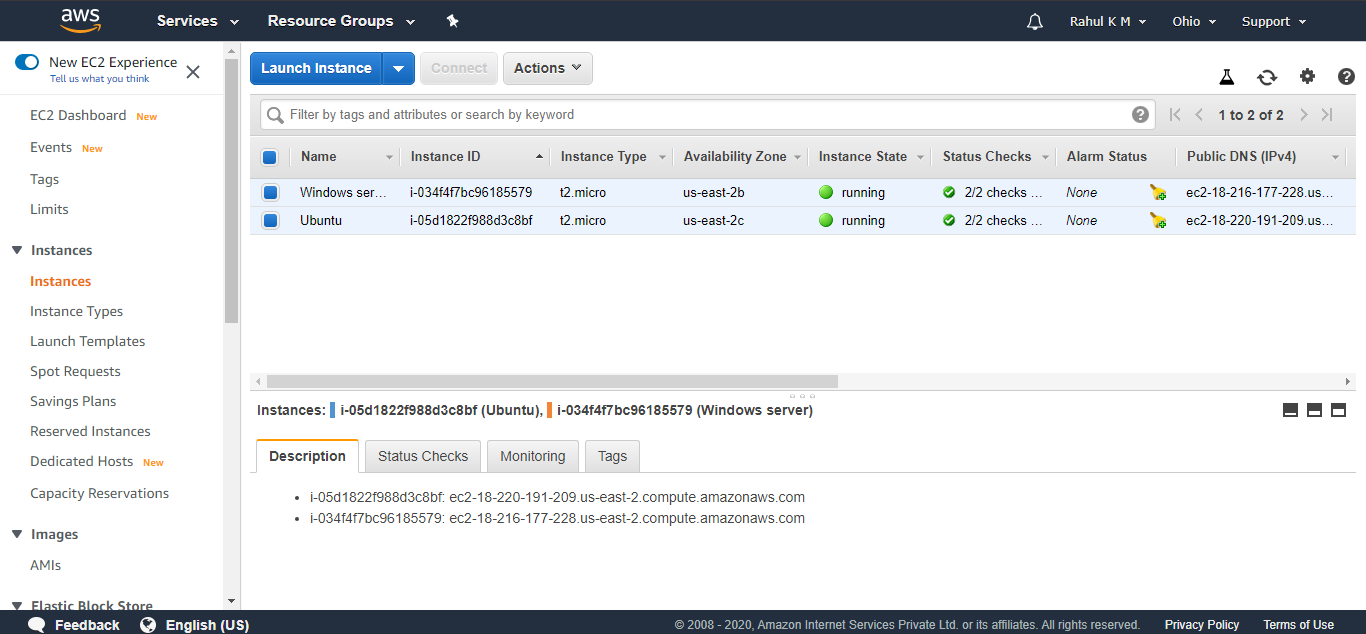 aws Services Resource Groups Rahul K M Ohio Support
New EC2 Experience
Tell us what you think
EC2 Dashboard New
Events New
Tags
Limits
Instances
Instances
Instance Types
Launch Templates
Spot Requests
Savings Plans
Reserved Instances
Dedicated Hosts New
Capacity Reservations
Images
AMIs
Elastic Block Store
Launch Instance Connect Actions
Filter by tags and attributes or search by keyword 1 to 2 of 2
Name Instance ID Instance Type Availability Zone Instance State Status Checks Alarm Status Public DNS (IPv4)
Windows ser... i-034f4f7bc96185579 t2.micro us-east-2b running 2/2 checks ... None ec2-18-216-177-228.us...
Ubuntu i-05d1822f988d3c8bf t2.micro us-east-2c running 2/2 checks ... None ec2-18-220-191-209.us...
Instances: i-05d1822f988d3c8bf (Ubuntu), i-034f4f7bc96185579 (Windows server)
Description Status Checks Monitoring Tags
• i-05d1822f988d3c8bf: ec2-18-220-191-209.us-east-2.compute.amazonaws.com
• i-034f4f7bc96185579: ec2-18-216-177-228.us-east-2.compute.amazonaws.com
Feedback English (US) © 2008 - 2020, Amazon Internet Services Private Ltd. or its affiliates. All rights reserved. Privacy Policy Terms of Use